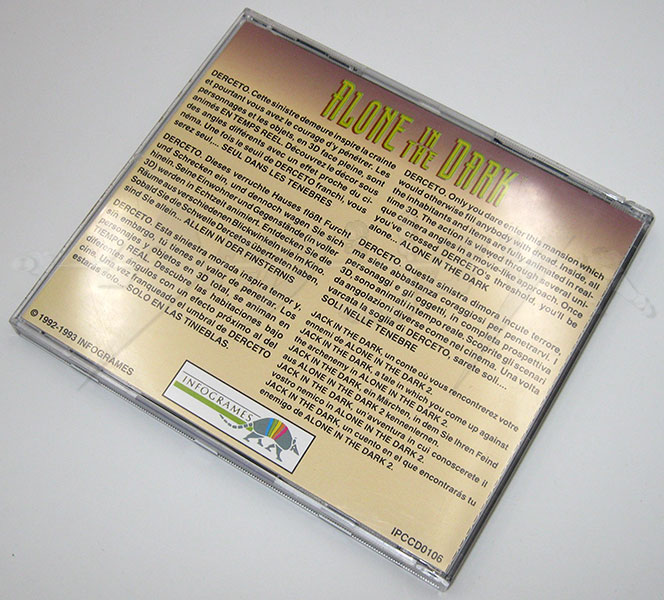 ALONE
IN
THE
DARK
DERCETO. Cette sinistre demeure inspire la crainte
et pourtant vous avez le courage d'y pénétrer. Les
personnages et les objets, en 3D face pleine, sont
animés EN TEMPS REEL. Découvrez le décor sous
des angles différents avec un effet proche du ci-
néma. Une fois le seuil de DERCETO franchi, vous
serez seul.... SEUL DANS LES TENEBRES
DERCETO. Dieses verruchte Hauses flößt Furcht
und Schrecken ein, und dennoch wagen Sie sich
hinein. Seine Einwohner und Gegenständer (in voller
3D) werden in Echtzeit animiert. Entdecken Sie die
Räume aus verschiedenen Blickwinkeln wie im Kino
Sobald Sie die Schwelle Dercetos übertreten haben,
sind Sie allein... ALLEIN IN DER FINSTERNIS
DERCETO. Esta siniestra morada inspira temor y,
sin embargo tú tienes el valor de penetrar. Los
personajes y objetos en 3D total, se animan en
TIEMPO REAL. Descubre las habitaciones bajo
diferentes ángulos con un efecto próximo al del
cine. Una vez franqueado el umbral de DERCETO
estarás solo... SOLO EN LAS TINIEBLAS.
© 1992-1993 INFOGRAMES
DERCETO. Only you dare enter this mansion which
would otherwise fill anybody with dread. Inside, all
the inhabitants and items are fully animated in real-
time 3D. The action is viewed through several uni-
que camera angles in a movie-like approach. Once
you've crossed DERCETO's threshold, you'll be
alone... ALONE IN THE DARK
DERCETO. Questa sinistra dimora incute terrore,
ma siete abbastanza coraggiosi per penetrarvi. I
personaggi e gli oggetti, in completa prospettiva
3D, sono animati in tempo reale. Scoprite gli scenari
da angolazioni diverse come nel cinema. Una volta
varcata la soglia di DERCETO, sarete soli....
SOLI NELLE TENEBRE
JACK IN THE DARK, un conte où vous rencontrerez votre
ennemi de ALONE IN THE DARK 2.
JACK IN THE DARK, a tale in which you come up against
the archenemy in ALONE IN THE DARK 2.
JACK IN THE DARK, ein Märchen, in dem Sie Ihren Feind
aus ALONE IN THE DARK 2 kennenlernen.
JACK IN THE DARK, un avventura in cui conoscerete il
vostro nemico in ALONE IN THE DARK 2.
JACK IN THE DARK, un cuento en el que encontrarás tu
enemigo de ALONE IN THE DARK 2.
INFOGRAMES
IPCCD0106